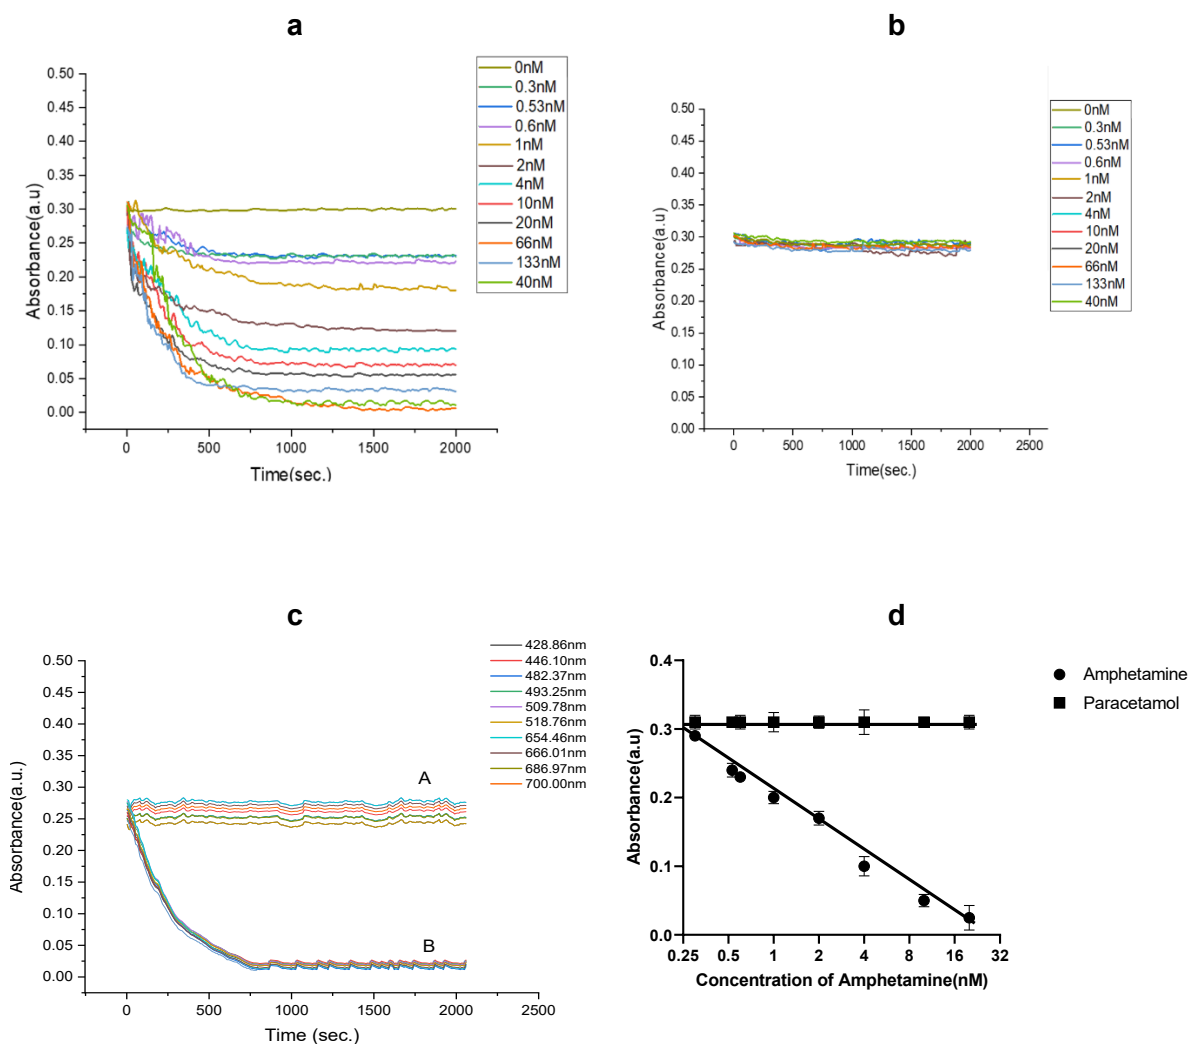 a
0.50
0.45
0.40
0.35
0.30
0.25
0.20
0.15
0.10
0.05
0.00
Absorbance(a.u)
0 500 1000 1500 2000
Time(sec.)
0nM
0.3nM
0.53nM
0.6nM
1nM
2nM
4nM
10nM
20nM
66nM
133nM
40nM
b
0.50
0.45
0.40
0.35
0.30
0.25
0.20
0.15
0.10
0.05
0.00
Absorbance(a.u)
0 500 1000 1500 2000 2500
Time(sec.)
0nM
0.3nM
0.53nM
0.6nM
1nM
2nM
4nM
10nM
20nM
66nM
133nM
40nM
c
0.50
0.45
0.40
0.35
0.30
0.25
0.20
0.15
0.10
0.05
0.00
Absorbance(a.u.)
A
B
0 500 1000 1500 2000 2500
Time (sec.)
428.86nm
446.10nm
482.37nm
493.25nm
509.78nm
518.76nm
654.46nm
666.01nm
686.97nm
700.00nm
d
0.4
0.3
0.2
0.1
0.0
Absorbance(a.u)
0.25 0.5 1 2 4 8 16 32
Concentration of Amphetamine(nM)
Amphetamine
Paracetamol